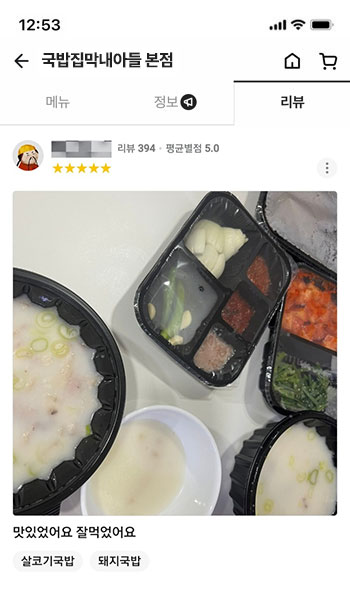 12:53
국밥집막내아들 본점
메뉴
정보
리뷰
리뷰 394 · 평균별점 5.0
맛있었어요 잘먹었어요
살코기국밥
돼지국밥